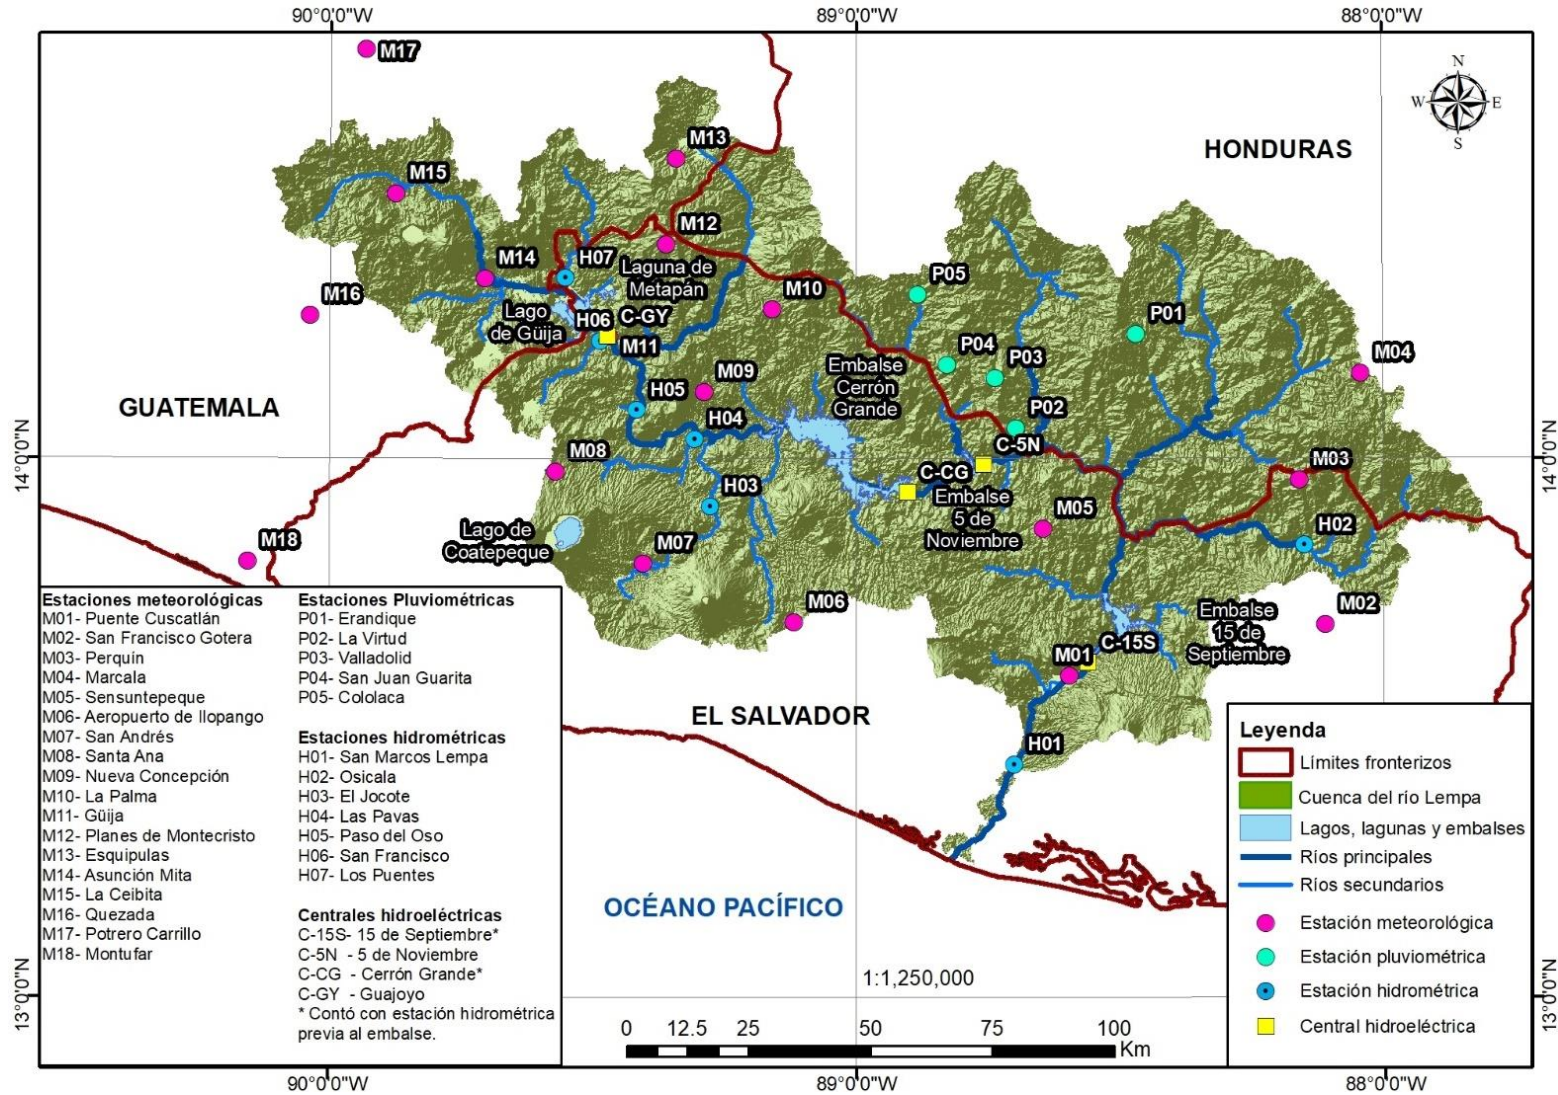 90°0'0"W
89°0'0"W
88°0'0"W
M17
N
W
E
S
HONDURAS
M13
M15
M12
M14
H07
Laguna de
Metapán
P05
M16
M10
Lago
de Güija
H06
C-GY
P01
M11
P04
P03
M04
Embalse
Cerrón
Grande
M09
H05
GUATEMALA
H04
P02
C-5N
14°0'0"N
14°0'0"N
M08
C-CG
M03
H03
Embalse
5 de
Noviembre
M05
H02
Lago de
Coatepeque
M07
M18
M06
M02
Embalse
15 de
Septiembre
C-15S
M01
EL SALVADOR
H01
OCÉANO PACÍFICO
Estaciones meteorológicas
M01- Puente Cuscatlán
M02- San Francisco Gotera
M03- Perquín
M04- Marcala
M05- Sensuntepeque
M06- Aeropuerto de Ilopango
M07- San Andrés
M08- Santa Ana
M09- Nueva Concepción
M10- La Palma
M11- Güija
M12- Planes de Montecristo
M13- Esquipulas
M14- Asunción Mita
M15- La Ceibita
M16- Quezada
M17- Potrero Carrillo
M18- Montufar
Estaciones Pluviométricas
P01- Erandique
P02- La Virtud
P03- Valladolid
P04- San Juan Guarita
P05- Cololaca
Estaciones hidrométricas
H01- San Marcos Lempa
H02- Osicala
H03- El Jocote
H04- Las Pavas
H05- Paso del Oso
H06- San Francisco
H07- Los Puentes
Centrales hidroeléctricas
C-15S- 15 de Septiembre*
C-5N - 5 de Noviembre
C-CG - Cerrón Grande*
C-GY - Guajoyo
* Contó con estación hidrométrica
previa al embalse.
1:1,250,000
0 12.5 25 50 75 100
Km
Leyenda
Límites fronterizos
Cuenca del río Lempa
Lagos, lagunas y embalses
Ríos principales
Ríos secundarios
Estación meteorológica
Estación pluviométrica
Estación hidrométrica
Central hidroeléctrica
13°0'0"N
13°0'0"N
90°0'0"W
89°0'0"W
88°0'0"W